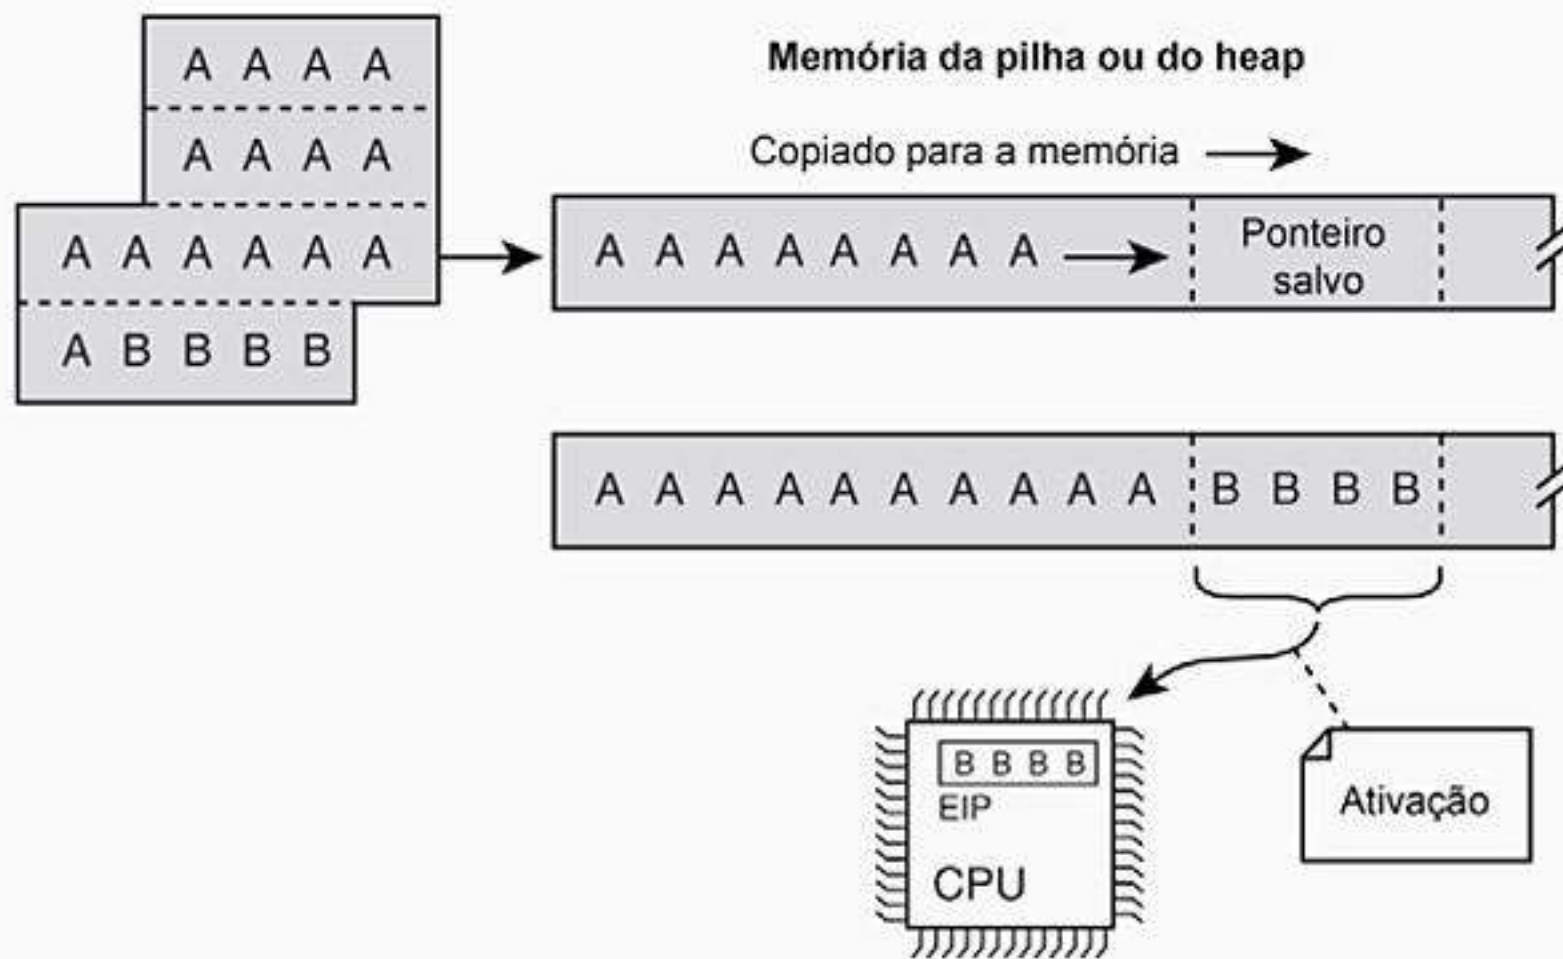 A A A A
A A A A
A A A A A A
A B B B B
Memória da pilha ou do heap
Copiado para a memória
A A A A A A A A
Ponteiro
salvo
A A A A A A A A A A
B B B B
B B B B
EIP
CPU
Ativação